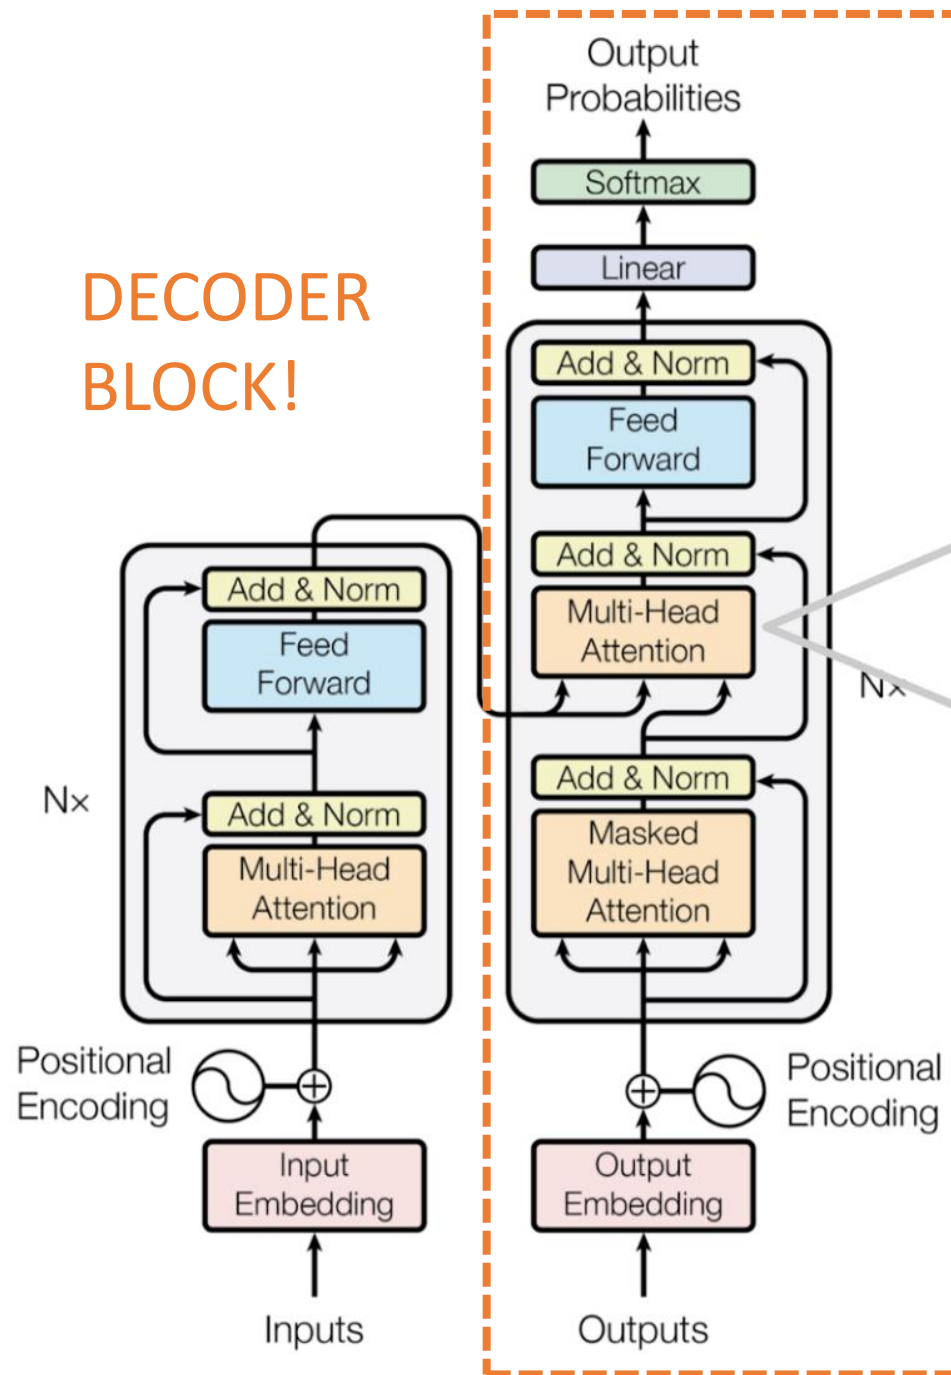 DECODER
BLOCK!
Output
Probabilities
Softmax
Linear
Add & Norm
Feed
Forward
Add & Norm
Multi-Head
Attention
Nx
Add & Norm
Masked
Multi-Head
Attention
Positional
Encoding
Output
Embedding
Outputs
Add & Norm
Feed
Forward
Nx
Add & Norm
Multi-Head
Attention
Positional
Encoding
Input
Embedding
Inputs